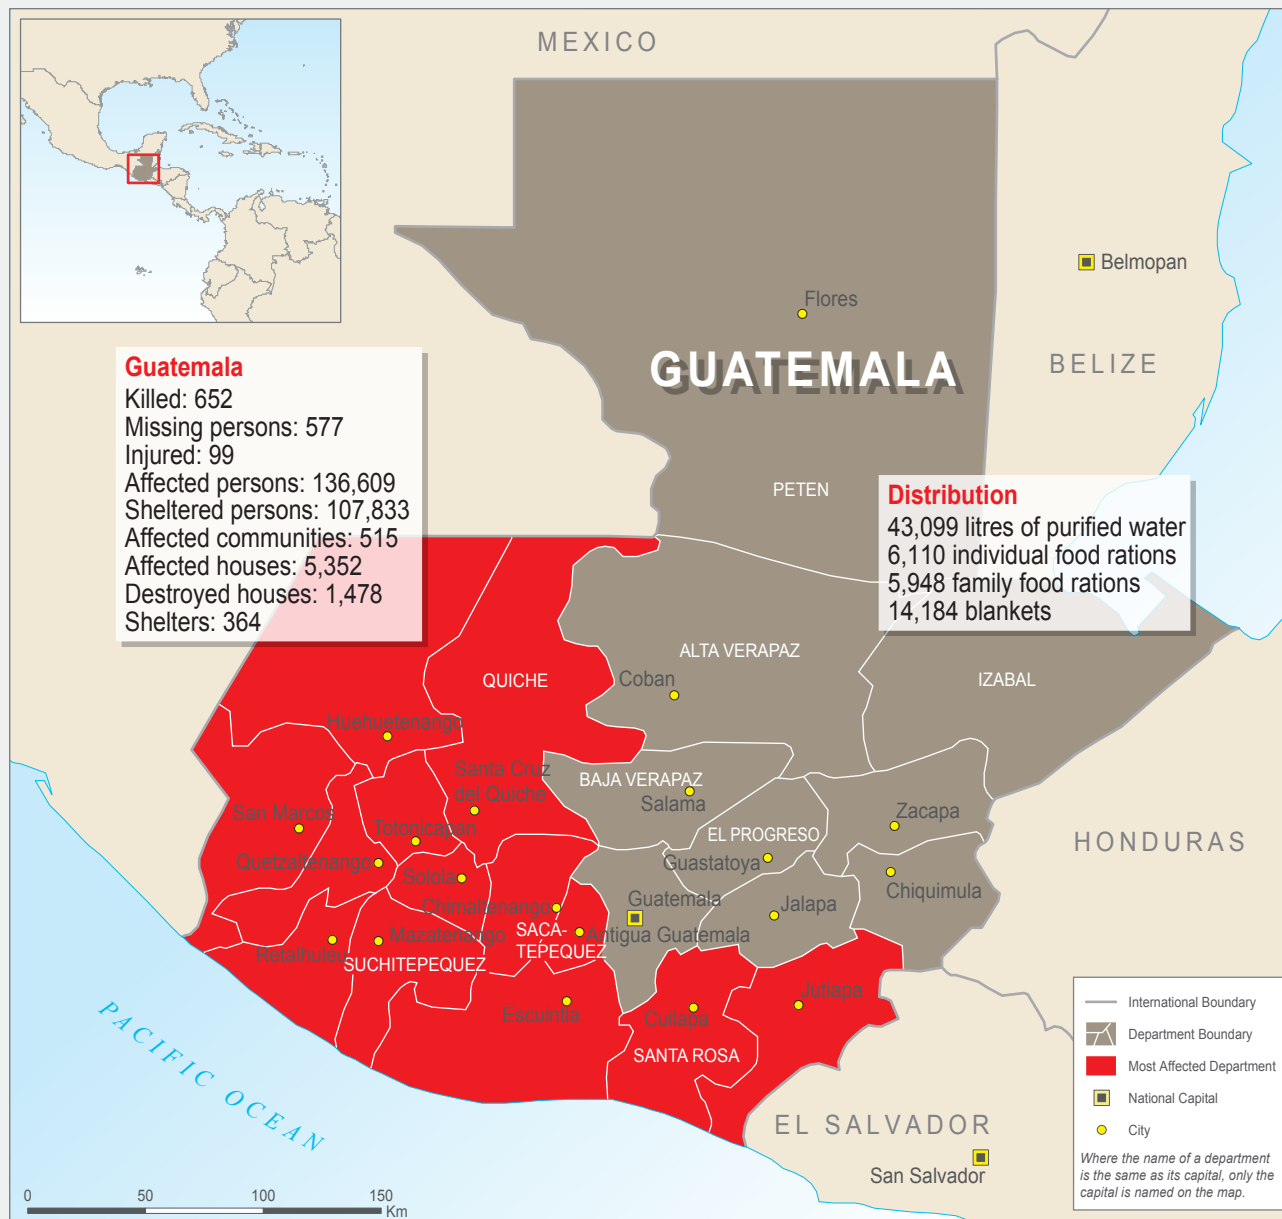 MEXICO
Belmopan
Flores
GUATEMALA
BELIZE
Guatemala
Killed: 652
Missing persons: 577
Injured: 99
Affected persons: 136,609
Sheltered persons: 107,833
Affected communities: 515
Affected houses: 5,352
Destroyed houses: 1,478
Shelters: 364
PETEN
Distribution
43,099 litres of purified water
6,110 individual food rations
5,948 family food rations
14,184 blankets
ALTA VERAPAZ
QUICHE
Coban
IZABAL
Huehuetenango
Santa Cruz
del Quiche
BAJA VERAPAZ
Salama
San Marcos
Totonicapan
Zacapa
EL PROGRESO
HONDURAS
Quetzaltenango
Guastatoya
Solola
Chiquimula
Chimaltenango
Guatemala
Jalapa
Mazatenango
SACA-
TEPEQUEZ
Antigua Guatemala
Retalhuleu
SUCHITEPEQUEZ
Escuintla
Cuilapa
Jutiapa
SANTA ROSA
PACIFIC OCEAN
EL SALVADOR
San Salvador
International Boundary
Department Boundary
Most Affected Department
National Capital
City
Where the name of a department
is the same as its capital, only the
capital is named on the map.
0 50 100 150
Km